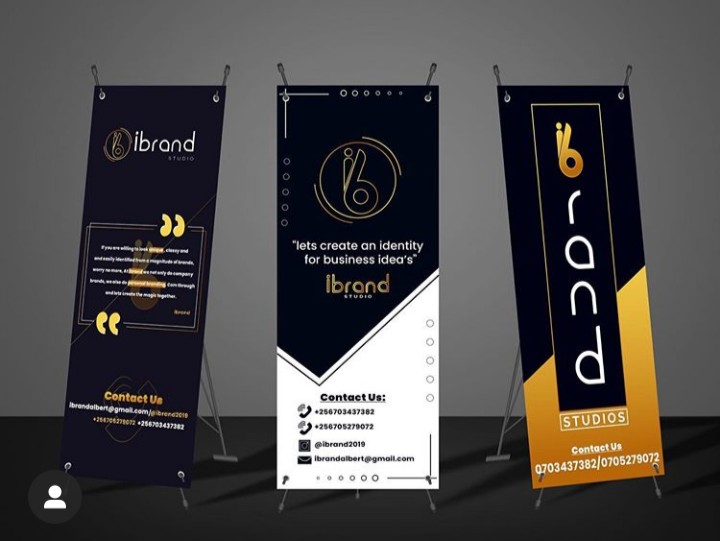 ibrand
STUDIO
If you are willing to look unique , classy and
and easily identified from a magnitude of brands,
worry no more, At ibrand we not only do company
brands, we also do personal branding. Com through
and lets create the magic together.
ibrand
Contact Us
ibrandalbert@gmail.com/@ibrand2019
+256705279072 +256703437382
ib
"lets create an identity
for business idea's"
ibrand
STUDIO
Contact Us:
+256703437382
+256705279072
@ibrand2019
ibrandalbert@gmail.com
ib
brand
STUDIOS
Contact Us
0703437382/0705279072